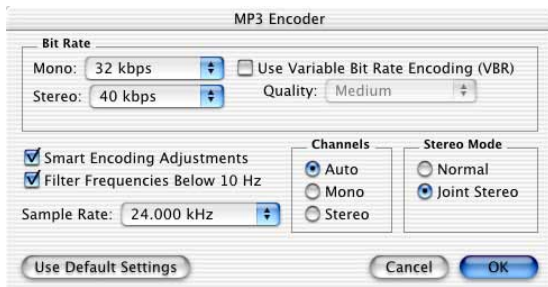 MP3 Encoder
Bit Rate
Mono: 32 kbps
Use Variable Bit Rate Encoding (VBR)
Stereo: 40 kbps
Quality: Medium
Smart Encoding Adjustments
Filter Frequencies Below 10 Hz
Sample Rate: 24.000 kHz
Channels
Auto
Mono
Stereo
Stereo Mode
Normal
Joint Stereo
Use Default Settings
Cancel
OK